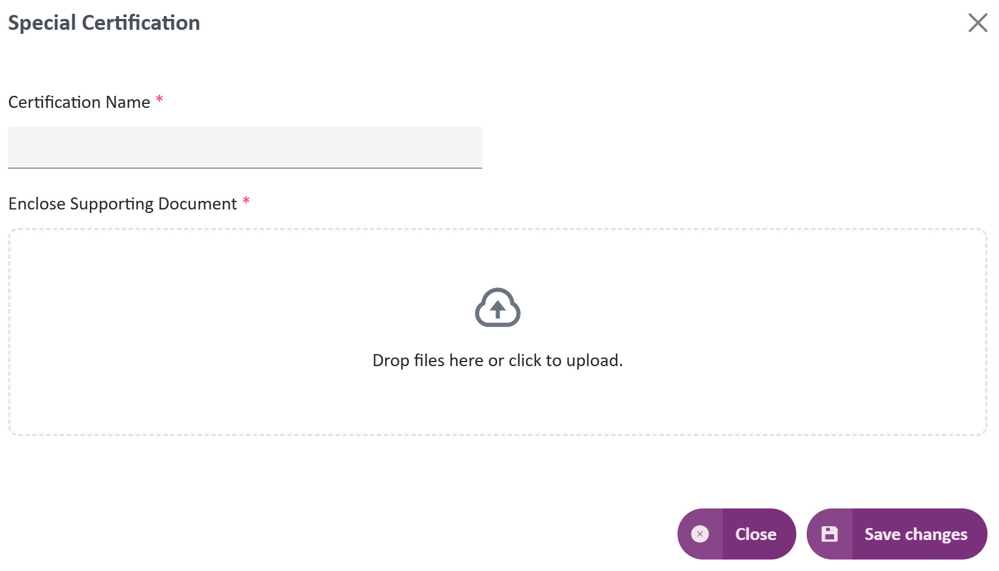 Special Certification
Certification Name *
Enclose Supporting Document *
Drop files here or click to upload.
Close
Save changes